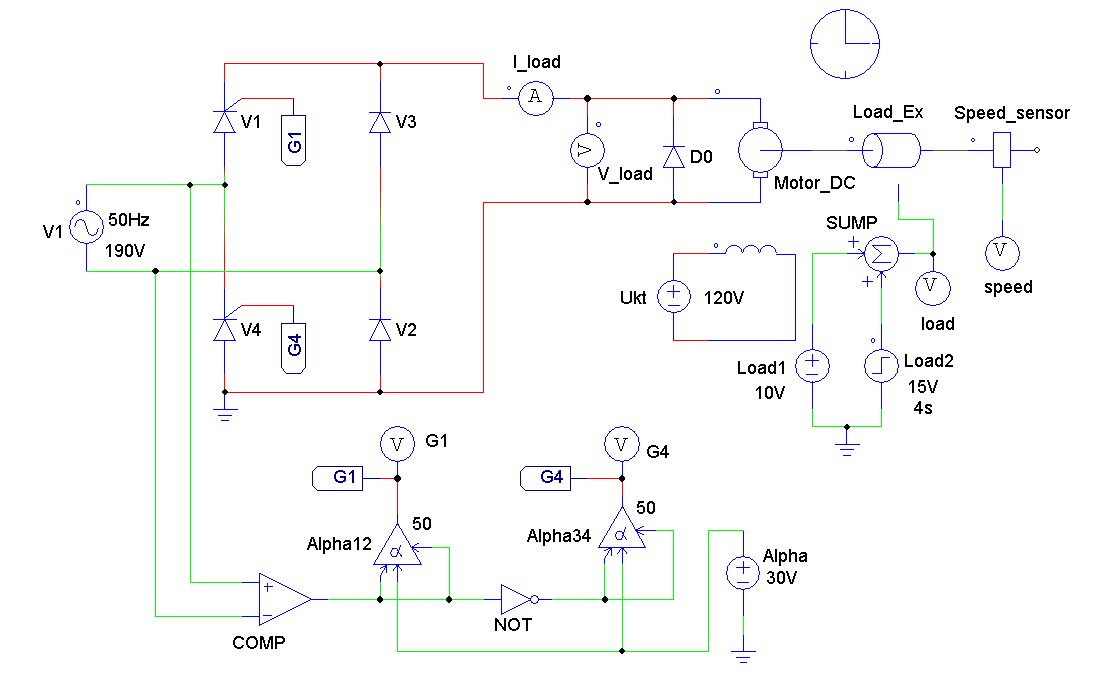 I_load
A
Load_Ex
Speed_sensor
V1
G1
V3
V
V_load
D0
Motor_DC
V1
50Hz
190V
SUMP
+
Σ
+
V
speed
V
load
Ukt
120V
V4
G4
V2
Load1
10V
Load2
15V
4s
V
G1
V
G4
G1
G4
50
α
Alpha12
50
α
Alpha34
Alpha
30V
+
−
COMP
NOT